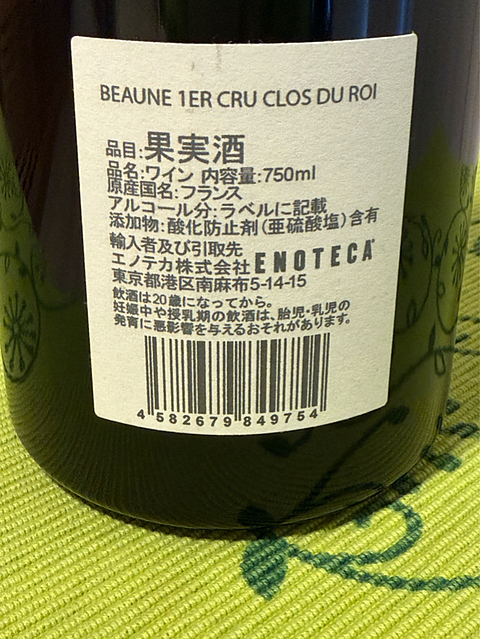 BEAUNE 1ER CRU CLOS DU ROI
品目:果実酒
品名:ワイン 内容量:750ml
原産国名:フランス
アルコール分:ラベルに記載
添加物:酸化防止剤(亜硫酸塩)含有
輸入者及び引取先
エノテカ株式会社 ENOTECA
東京都港区南麻布5-14-15
飲酒は20歳になってから。
妊娠中や授乳期の飲酒は、胎児・乳児の
発育に悪影響を与えるおそれがあります。
4 582679 849754